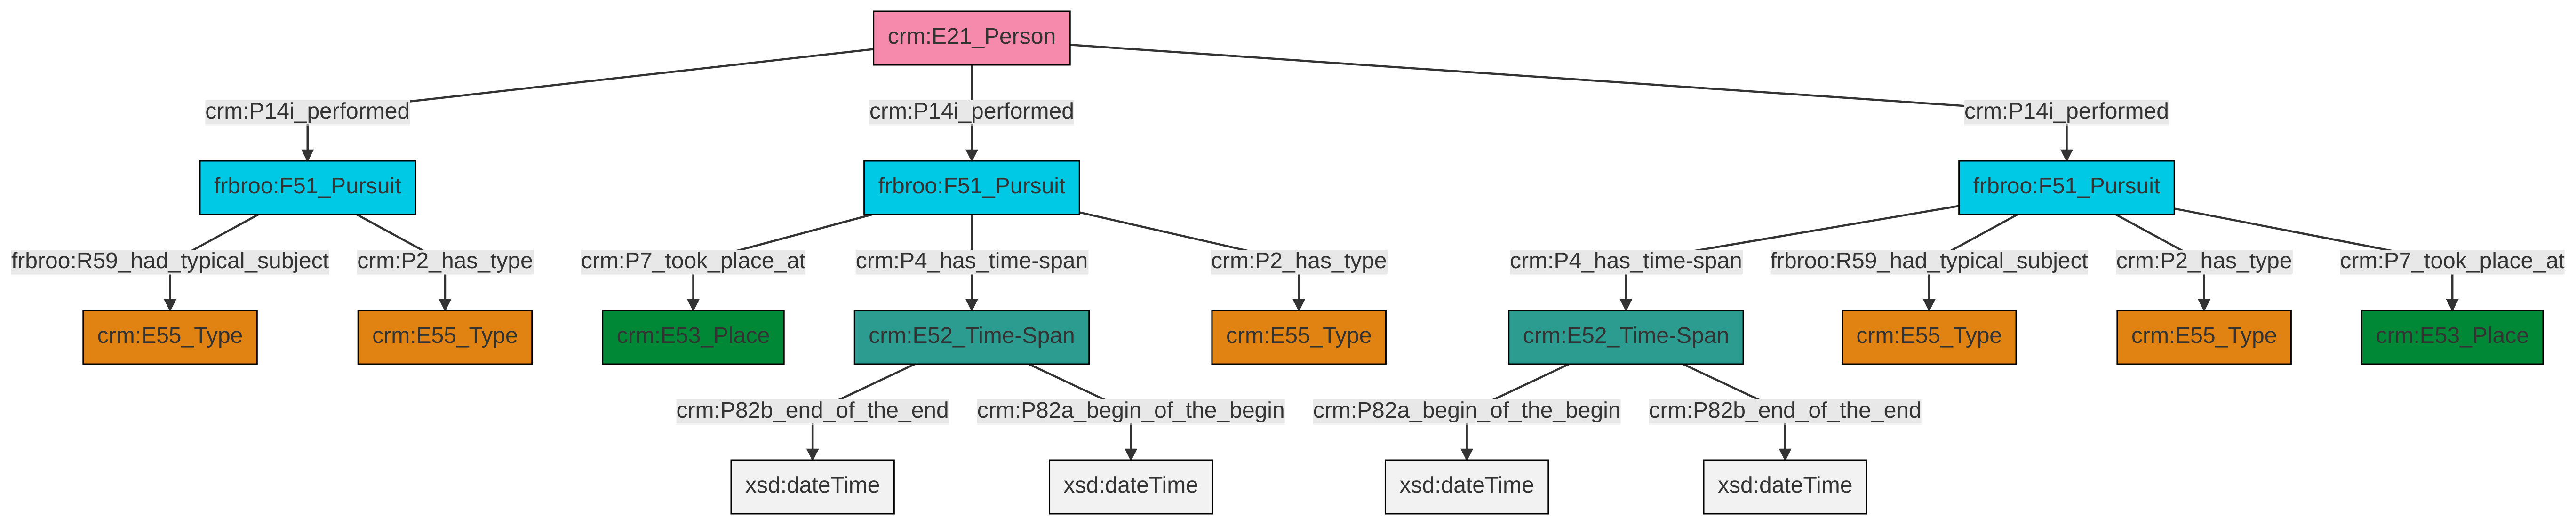 crm:E21_Person
crm:P14i_performed crm:P14i_performed crm:P14i_performed
frbroo:F51_Pursuit frbroo:F51_Pursuit frbroo:F51_Pursuit
frbroo:R59_had_typical_subject crm:P2_has_type crm:P7_took_place_at crm:P4_has_time-span crm:P2_has_type crm:P4_has_time-span frbroo:R59_had_typical_subject crm:P2_has_type crm:P7_took_place_at
crm:E55_Type crm:E55_Type crm:E53_Place crm:E52_Time-Span crm:E55_Type crm:E52_Time-Span crm:E55_Type crm:E55_Type crm:E53_Place
crm:P82b_end_of_the_end crm:P82a_begin_of_the_begin crm:P82a_begin_of_the_begin crm:P82b_end_of_the_end
xsd:dateTime xsd:dateTime xsd:dateTime xsd:dateTime